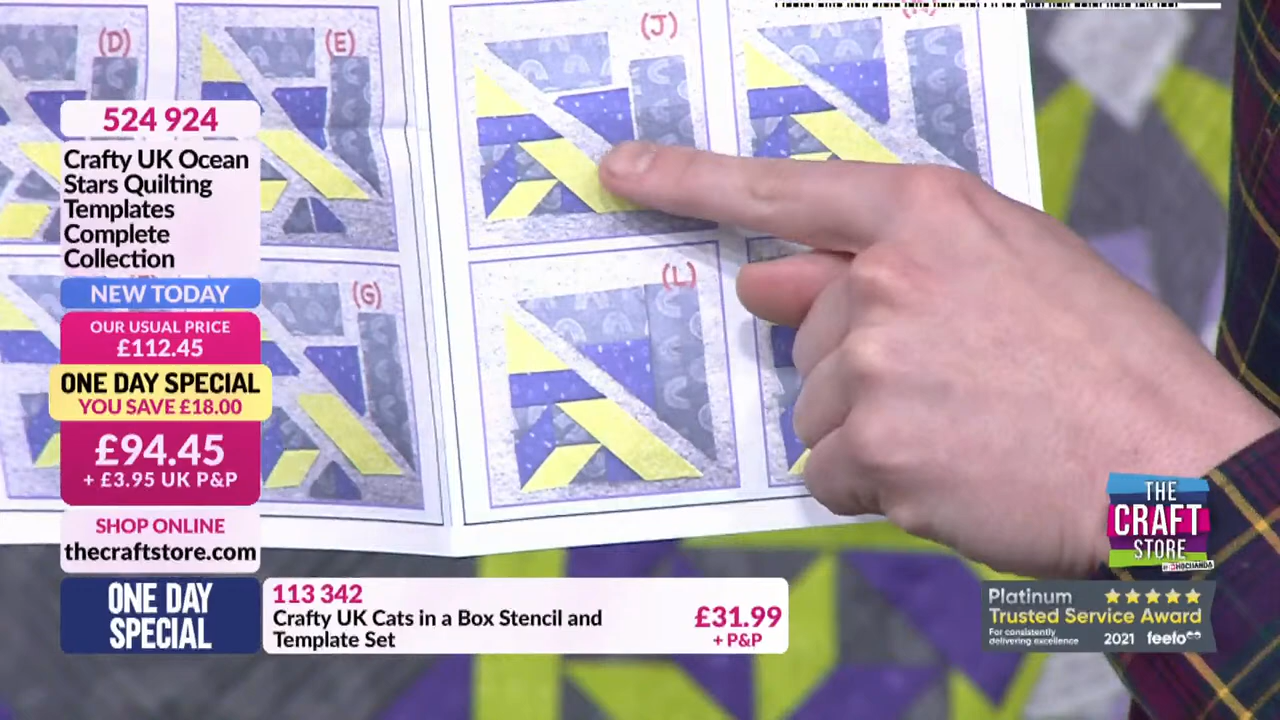 (D)
(E)
(J)
524 924
Crafty UK Ocean
Stars Quilting
Templates
Complete
Collection
NEW TODAY
OUR USUAL PRICE
£112.45
ONE DAY SPECIAL
YOU SAVE £18.00
£94.45
+ £3.95 UK P&P
SHOP ONLINE
thecraftstore.com
(G)
(L)
ONE DAY
SPECIAL
113 342
Crafty UK Cats in a Box Stencil and
Template Set
£31.99
+ P&P
THE
CRAFT
STORE
HOCHANDA
Platinum
Trusted Service Award
For consistently
delivering excellence
2021 feefo